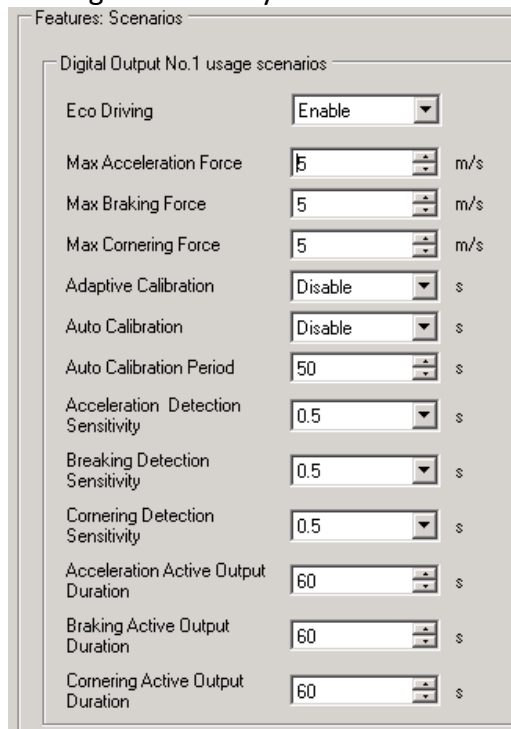 Features: Scenarios
Digital Output No.1 usage scenarios
Eco Driving Enable
Max Acceleration Force 5 m/s
Max Braking Force 5 m/s
Max Cornering Force 5 m/s
Adaptive Calibration Disable s
Auto Calibration Disable s
Auto Calibration Period 50 s
Acceleration Detection
Sensitivity 0.5 s
Breaking Detection
Sensitivity 0.5 s
Cornering Detection
Sensitivity 0.5 s
Acceleration Active Output
Duration 60 s
Braking Active Output
Duration 60 s
Cornering Active Output
Duration 60 s